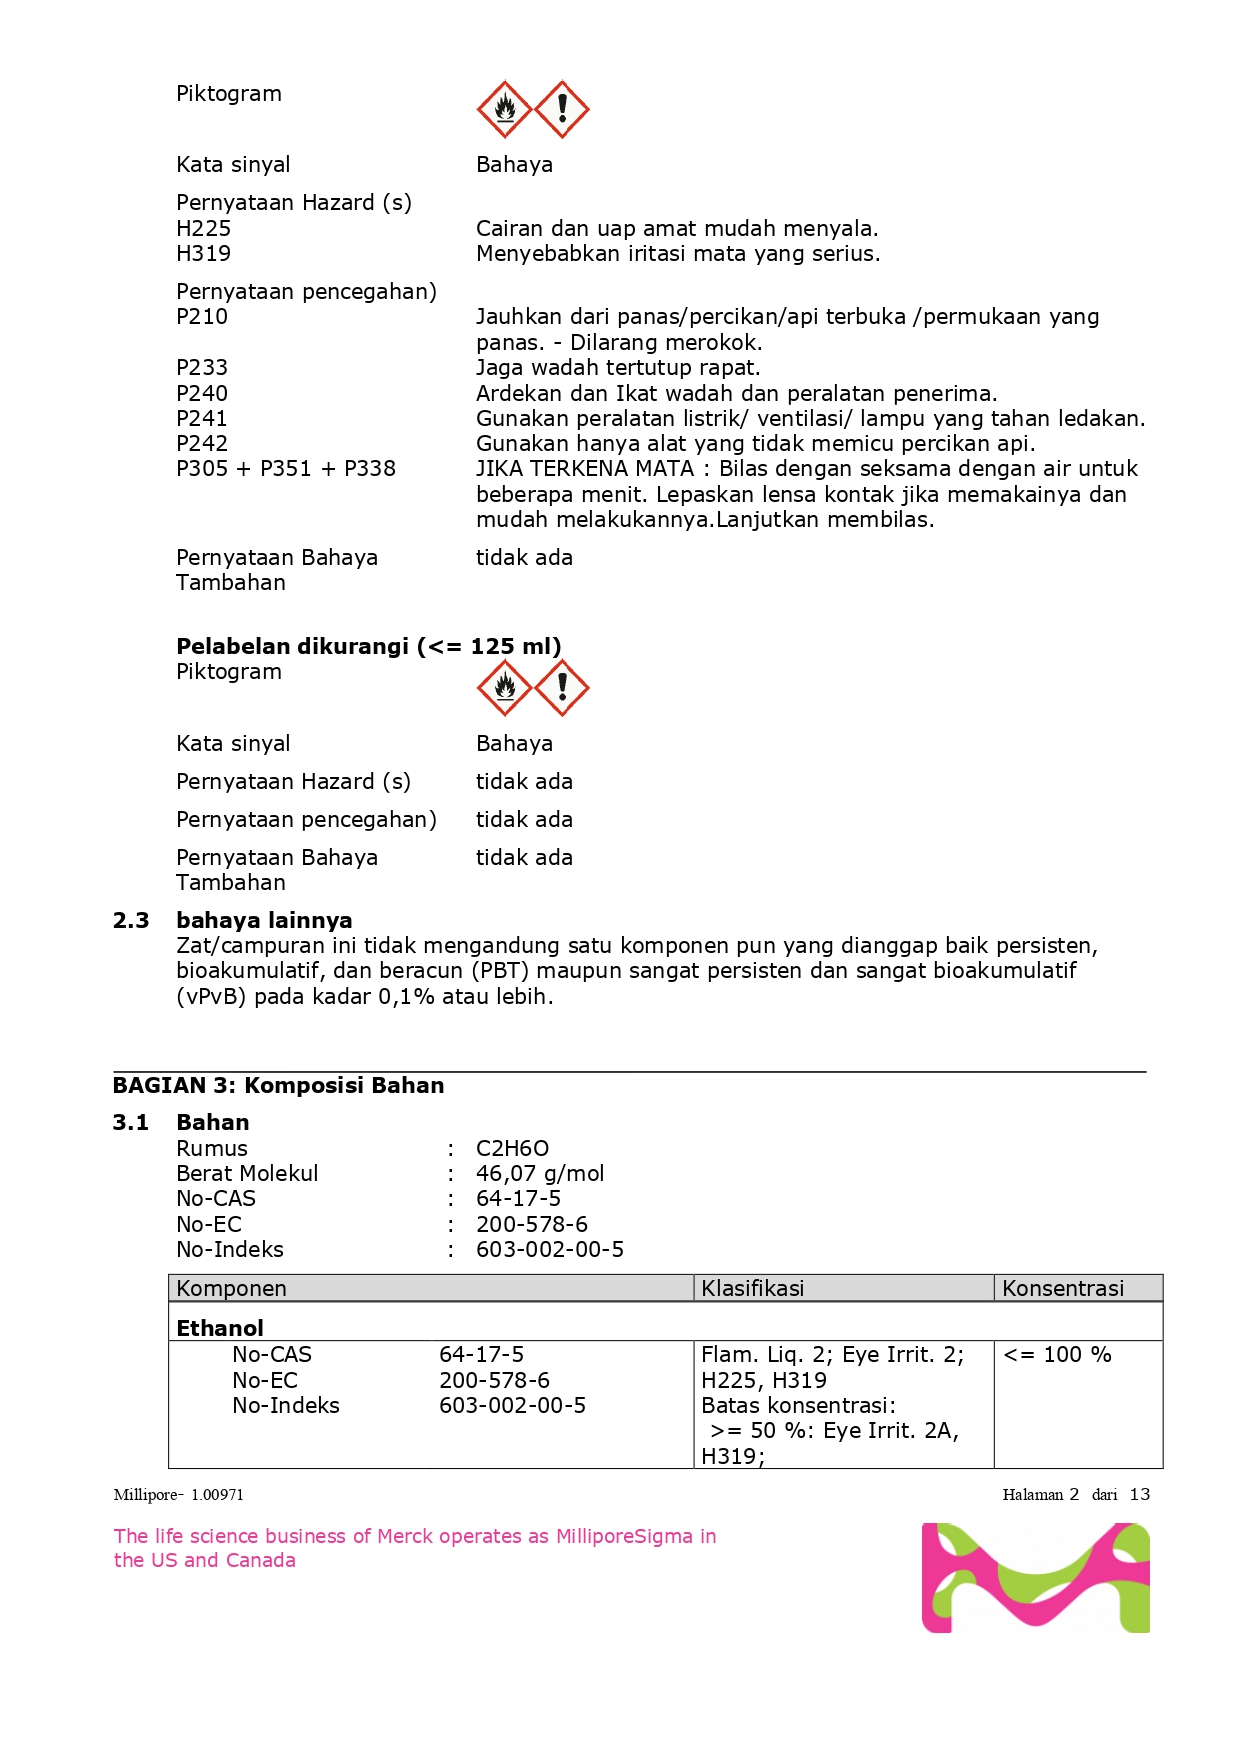 Piktogram
Kata sinyal Bahaya
Pernyataan Hazard (s)
H225 Cairan dan uap amat mudah menyala.
H319 Menyebabkan iritasi mata yang serius.
Pernyataan pencegahan)
P210 Jauhkan dari panas/percikan/api terbuka /permukaan yang
panas. - Dilarang merokok.
P233 Jaga wadah tertutup rapat.
P240 Ardekan dan Ikat wadah dan peralatan penerima.
P241 Gunakan peralatan listrik/ ventilasi/ lampu yang tahan ledakan.
P242 Gunakan hanya alat yang tidak memicu percikan api.
P305 + P351 + P338 JIKA TERKENA MATA : Bilas dengan seksama dengan air untuk
beberapa menit. Lepaskan lensa kontak jika memakainya dan
mudah melakukannya.Lanjutkan membilas.
Pernyataan Bahaya tidak ada
Tambahan
Pelabelan dikurangi (<= 125 ml)
Piktogram
Kata sinyal Bahaya
Pernyataan Hazard (s) tidak ada
Pernyataan pencegahan) tidak ada
Pernyataan Bahaya tidak ada
Tambahan
2.3 bahaya lainnya
Zat/campuran ini tidak mengandung satu komponen pun yang dianggap baik persisten,
bioakumulatif, dan beracun (PBT) maupun sangat persisten dan sangat bioakumulatif
(vPvB) pada kadar 0,1% atau lebih.
BAGIAN 3: Komposisi Bahan
3.1 Bahan
Rumus : C2H6O
Berat Molekul : 46,07 g/mol
No-CAS : 64-17-5
No-EC : 200-578-6
No-Indeks : 603-002-00-5
Komponen Klasifikasi Konsentrasi
Ethanol
No-CAS 64-17-5 Flam. Liq. 2; Eye Irrit. 2; <= 100 %
No-EC 200-578-6 H225, H319
No-Indeks 603-002-00-5 Batas konsentrasi:
>= 50 %: Eye Irrit. 2A,
H319;
Millipore- 1.00971 Halaman 2 dari 13
The life science business of Merck operates as MilliporeSigma in
the US and Canada